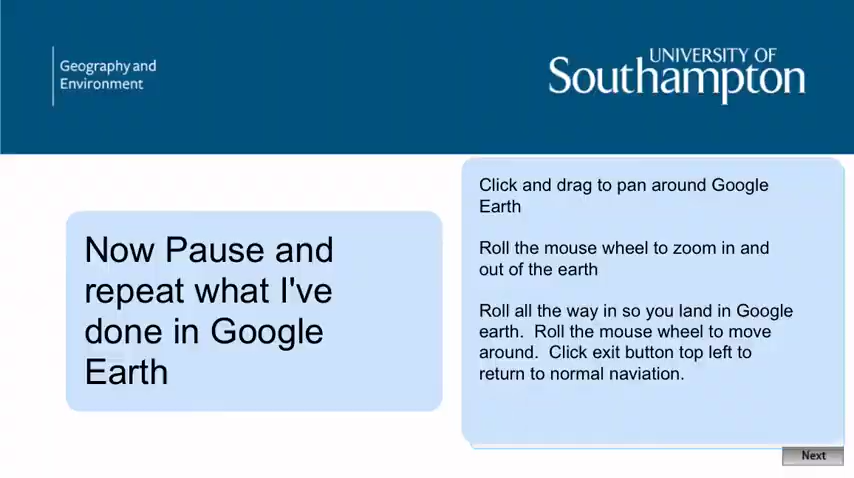 Geography and
Environment
UNIVERSITY OF
Southampton
Now Pause and
repeat what I've
done in Google
Earth
Click and drag to pan around Google
Earth
Roll the mouse wheel to zoom in and
out of the earth
Roll all the way in so you land in Google
earth.  Roll the mouse wheel to move
around.  Click exit button top left to
return to normal naviation.
Next